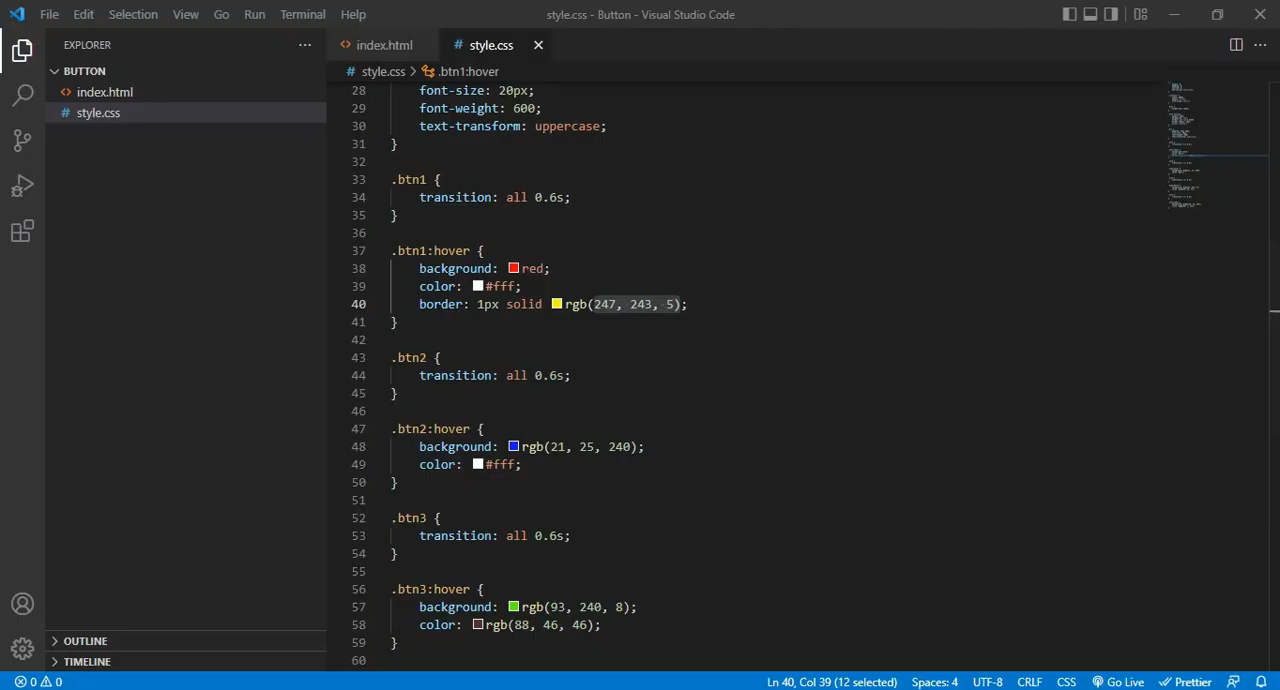 File Edit Selection View Go Run Terminal Help
style.css - Button - Visual Studio Code
EXPLORER
BUTTON
index.html
style.css
OUTLINE
TIMELINE
index.html
# style.css
# style.css > .btn1:hover
28 font-size: 20px;
29 font-weight: 600;
30 text-transform: uppercase;
31 }
32
33 .btn1 {
34 transition: all 0.6s;
35 }
36
37 .btn1:hover {
38 background: red;
39 color: #fff;
40 border: 1px solid rgb(247, 243, 5);
41 }
42
43 .btn2 {
44 transition: all 0.6s;
45 }
46
47 .btn2:hover {
48 background: rgb(21, 25, 240);
49 color: #fff;
50 }
51
52 .btn3 {
53 transition: all 0.6s;
54 }
55
56 .btn3:hover {
57 background: rgb(93, 240, 8);
58 color: rgb(88, 46, 46);
59 }
60
0 0 Ln 40, Col 39 (12 selected) Spaces: 4 UTF-8 CRLF CSS Go Live Prettier